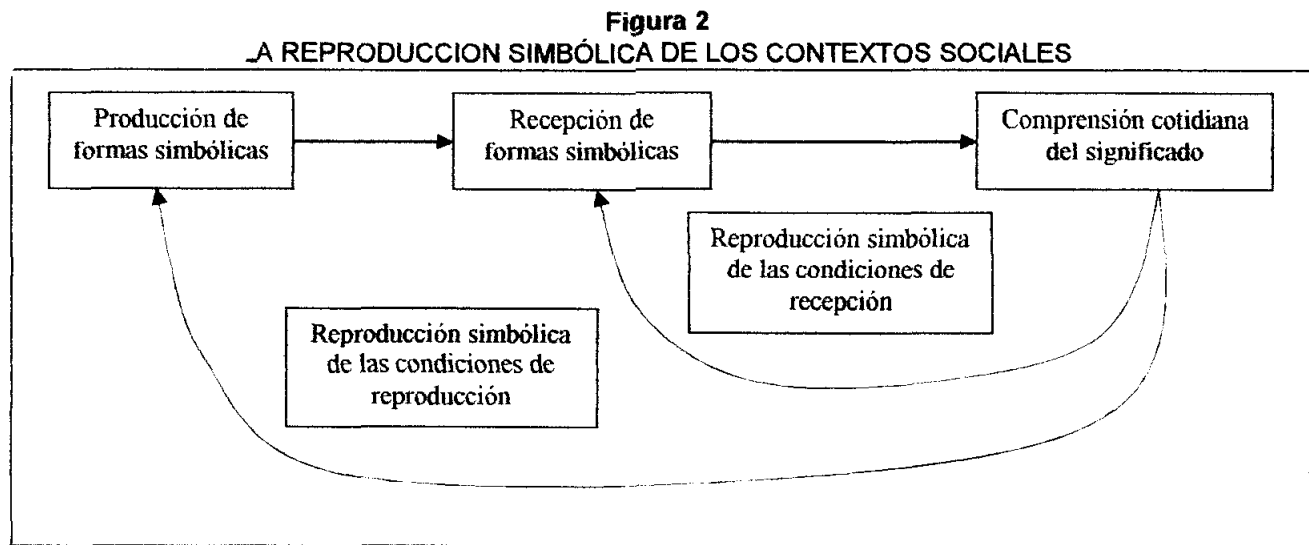 Figura 2
A REPRODUCCION SIMBÓLICA DE LOS CONTEXTOS SOCIALES
Producción de
formas simbólicas
Recepción de
formas simbólicas
Comprensión cotidiana
del significado
Reproducción simbólica
de las condiciones de
recepción
Reproducción simbólica
de las condiciones de
reproducción